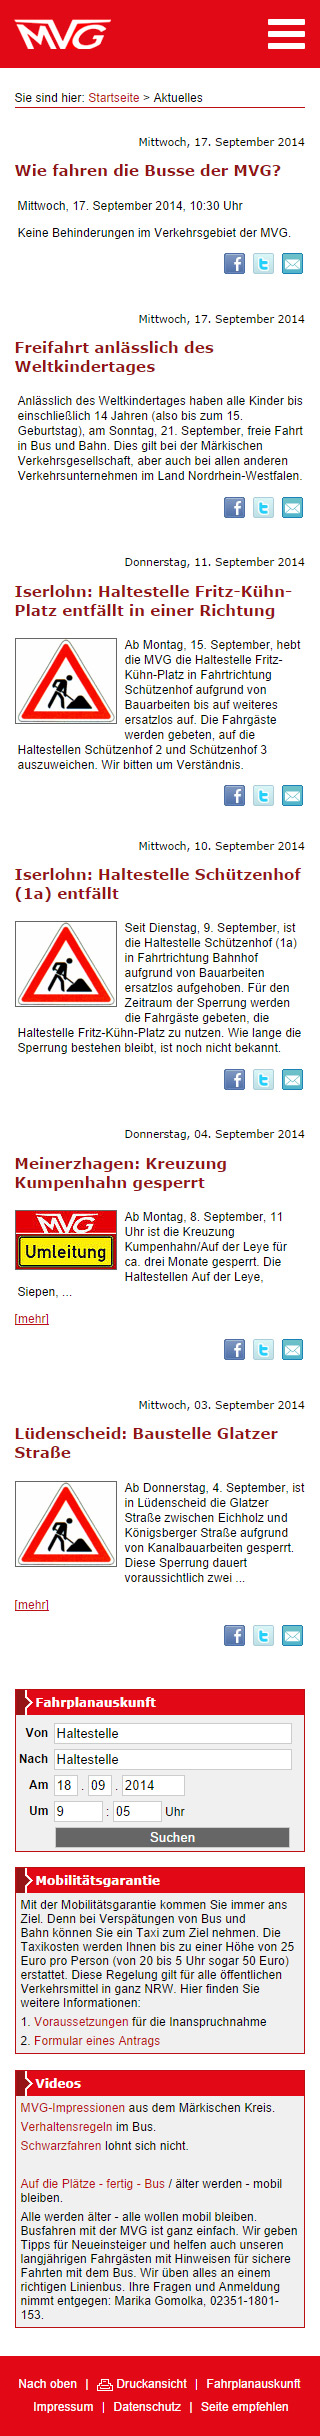 MVG
Sie sind hier: Startseite > Aktuelles
Mittwoch, 17. September 2014
Wie fahren die Busse der MVG?
Mittwoch, 17. September 2014, 10:30 Uhr
Keine Behinderungen im Verkehrsgebiet der MVG.
Mittwoch, 17. September 2014
Freifahrt anlässlich des
Weltkindertages
Anlässlich des Weltkindertages haben alle Kinder bis
einschließlich 14 Jahren (also bis zum 15.
Geburtstag), am Sonntag, 21. September, freie Fahrt
in Bus und Bahn. Dies gilt bei der Märkischen
Verkehrsgesellschaft, aber auch bei allen anderen
Verkehrsunternehmen im Land Nordrhein-Westfalen.
Donnerstag, 11. September 2014
Iserlohn: Haltestelle Fritz-Kühn-
Platz entfällt in einer Richtung
Ab Montag, 15. September, hebt
die MVG die Haltestelle Fritz-
Kühn-Platz in Fahrtrichtung
Schützenhof aufgrund von
Bauarbeiten bis auf weiteres
ersatzlos auf. Die Fahrgäste
werden gebeten, auf die
Haltestellen Schützenhof 2 und Schützenhof 3
auszuweichen. Wir bitten um Verständnis.
Mittwoch, 10. September 2014
Iserlohn: Haltestelle Schützenhof
(1a) entfällt
Seit Dienstag, 9. September, ist
die Haltestelle Schützenhof (1a)
in Fahrtrichtung Bahnhof
aufgrund von Bauarbeiten
ersatzlos aufgehoben. Für den
Zeitraum der Sperrung werden
die Fahrgäste gebeten, die
Haltestelle Fritz-Kühn-Platz zu nutzen. Wie lange die
Sperrung bestehen bleibt, ist noch nicht bekannt.
Donnerstag, 04. September 2014
Meinerzhagen: Kreuzung
Kumpenhahn gesperrt
MVG
Umleitung
Ab Montag, 8. September, 11
Uhr ist die Kreuzung
Kumpenhahn/Auf der Leye für
ca. drei Monate gesperrt. Die
Haltestellen Auf der Leye,
Siepen, ...
[mehr]
Mittwoch, 03. September 2014
Lüdenscheid: Baustelle Glatzer
Straße
Ab Donnerstag, 4. September, ist
in Lüdenscheid die Glatzer
Straße zwischen Eichholz und
Königsberger Straße aufgrund
von Kanalbauarbeiten gesperrt.
Diese Sperrung dauert
voraussichtlich zwei ...
[mehr]
Fahrplanauskunft
Von Haltestelle
Nach Haltestelle
Am 18 . 09 . 2014
Um 9 : 05 Uhr
Suchen
Mobilitätsgarantie
Mit der Mobilitätsgarantie kommen Sie immer ans
Ziel. Denn bei Verspätungen von Bus und
Bahn können Sie ein Taxi zum Ziel nehmen. Die
Taxikosten werden Ihnen bis zu einer Höhe von 25
Euro pro Person (von 20 bis 5 Uhr sogar 50 Euro)
erstattet. Diese Regelung gilt für alle öffentlichen
Verkehrsmittel in ganz NRW. Hier finden Sie
weitere Informationen:
1. Voraussetzungen für die Inanspruchnahme
2. Formular eines Antrags
Videos
MVG-Impressionen aus dem Märkischen Kreis.
Verhaltensregeln im Bus.
Schwarzfahren lohnt sich nicht.
Auf die Plätze - fertig - Bus / älter werden - mobil
bleiben.
Alle werden älter - alle wollen mobil bleiben.
Busfahren mit der MVG ist ganz einfach. Wir geben
Tipps für Neueinsteiger und helfen auch unseren
langjährigen Fahrgästen mit Hinweisen für sichere
Fahrten mit dem Bus. Wir üben alles an einem
richtigen Linienbus. Ihre Fragen und Anmeldung
nimmt entgegen: Marika Gomolka, 02351-1801-
153.
Nach oben | Druckansicht | Fahrplanauskunft
Impressum | Datenschutz | Seite empfehlen